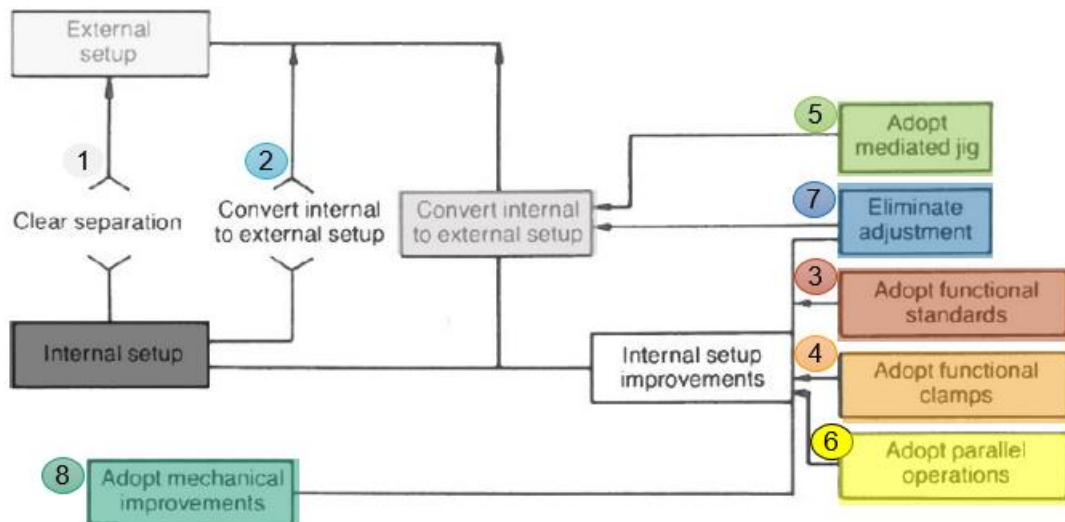 External
setup
1
2
Clear separation
Convert internal
to external setup
Convert internal
to external setup
5
Adopt
mediated jig
7
Eliminate
adjustment
3
Adopt functional
standards
Internal setup
Internal setup
improvements
4
Adopt functional
clamps
6
Adopt parallel
operations
8
Adopt mechanical
improvements